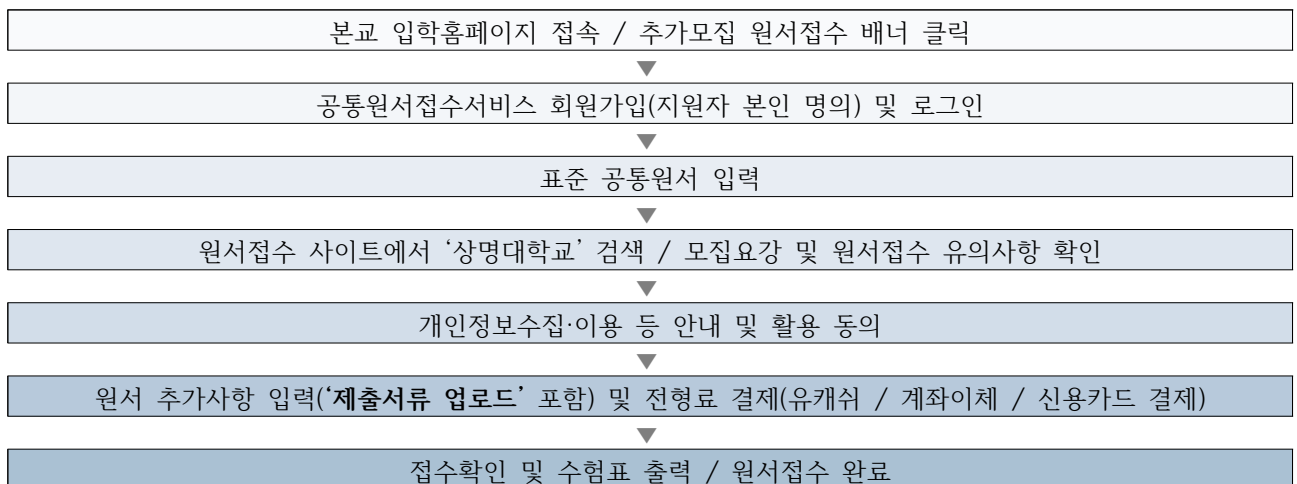 본교 입학홈페이지 접속 / 추가모집 원서접수 배너 클릭
▼
공통원서접수서비스 회원가입(지원자 본인 명의) 및 로그인
▼
표준 공통원서 입력
▼
원서접수 사이트에서 ‘상명대학교’ 검색 / 모집요강 및 원서접수 유의사항 확인
▼
개인정보수집·이용 등 안내 및 활용 동의
▼
원서 추가사항 입력(‘제출서류 업로드’ 포함) 및 전형료 결제(유캐쉬 / 계좌이체 / 신용카드 결제)
▼
접수확인 및 수험표 출력 / 원서접수 완료